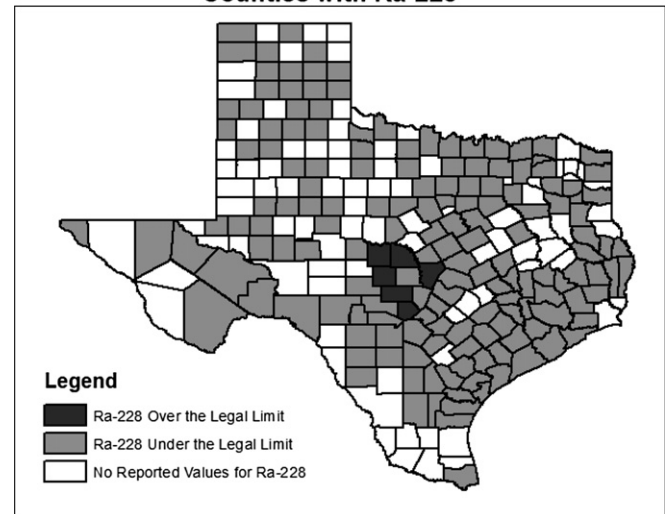 Counties with Ra-228
Legend
Ra-228 Over the Legal Limit
Ra-228 Under the Legal Limit
No Reported Values for Ra-228